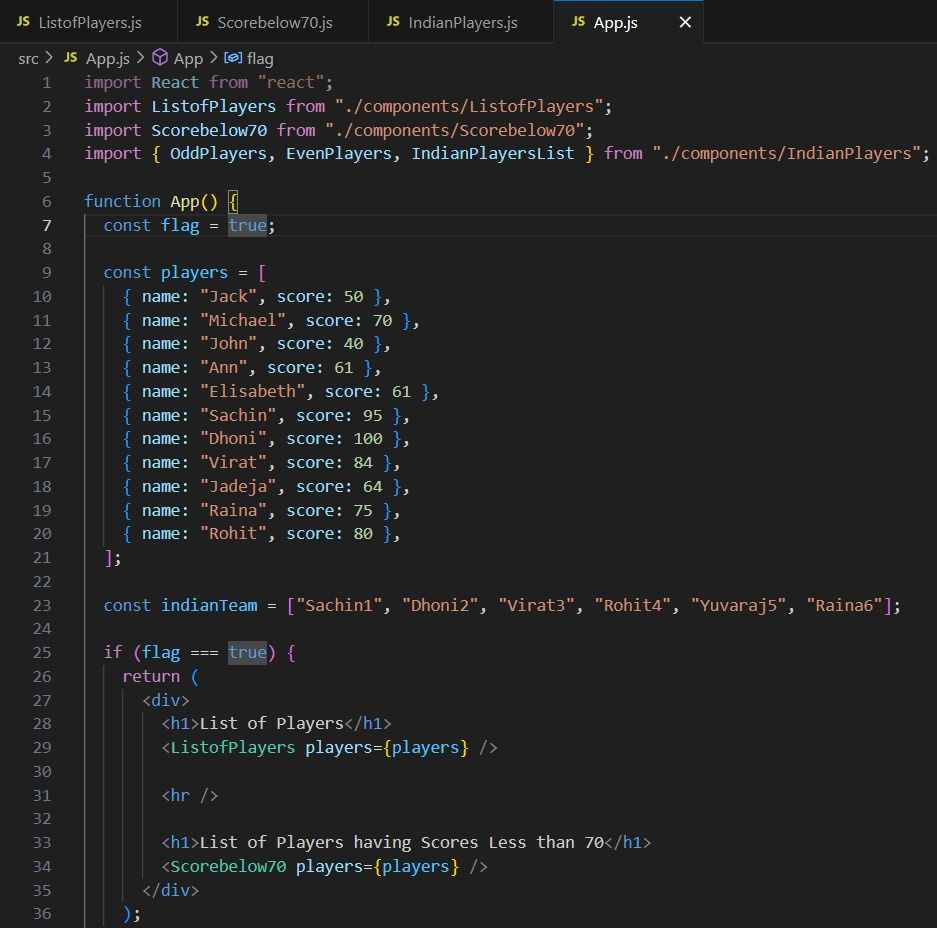 JS ListofPlayers.js JS Scorebelow70.js JS IndianPlayers.js JS App.js ×
src > JS App.js > App > flag
1 import React from "react";
2 import ListofPlayers from "./components/ListofPlayers";
3 import Scorebelow70 from "./components/Scorebelow70";
4 import { OddPlayers, EvenPlayers, IndianPlayersList } from "./components/IndianPlayers";
5
6 function App() {
7   const flag = true;
8
9   const players = [
10     { name: "Jack", score: 50 },
11     { name: "Michael", score: 70 },
12     { name: "John", score: 40 },
13     { name: "Ann", score: 61 },
14     { name: "Elisabeth", score: 61 },
15     { name: "Sachin", score: 95 },
16     { name: "Dhoni", score: 100 },
17     { name: "Virat", score: 84 },
18     { name: "Jadeja", score: 64 },
19     { name: "Raina", score: 75 },
20     { name: "Rohit", score: 80 },
21   ];
22
23   const indianTeam = ["Sachin1", "Dhoni2", "Virat3", "Rohit4", "Yuvaraj5", "Raina6"];
24
25   if (flag === true) {
26     return (
27       <div>
28         <h1>List of Players</h1>
29         <ListofPlayers players={players} />
30
31         <hr />
32
33         <h1>List of Players having Scores Less than 70</h1>
34         <Scorebelow70 players={players} />
35       </div>
36     );